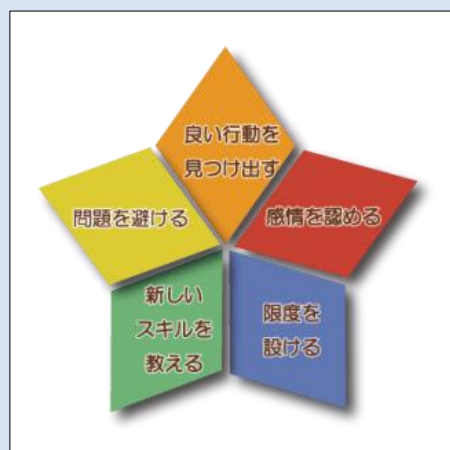 良い行動を
見つけ出す
問題を避ける
感情を認める
新しい
スキルを
教える
限度を
設ける